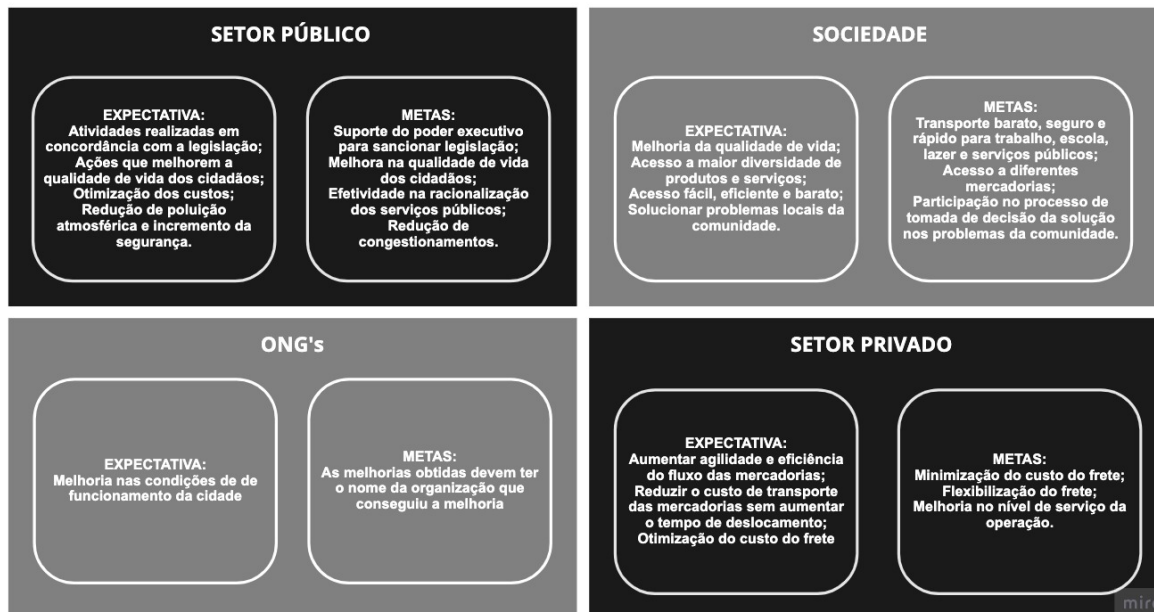 SETOR PÚBLICO
EXPECTATIVA:
Atividades realizadas em
concordância com a legislação;
Ações que melhorem a
qualidade de vida dos cidadãos;
Otimização dos custos;
Redução de poluição
atmosférica e incremento da
segurança.
METAS:
Suporte do poder executivo
para sancionar legislação;
Melhora na qualidade de vida
dos cidadãos;
Efetividade na racionalização
dos serviços públicos;
Redução de
congestionamentos.
SOCIEDADE
EXPECTATIVA:
Melhoria da qualidade de vida;
Acesso a maior diversidade de
produtos e serviços;
Acesso fácil, eficiente e barato;
Solucionar problemas locais da
comunidade.
METAS:
Transporte barato, seguro e
rápido para trabalho, escola,
lazer e serviços públicos;
Acesso a diferentes
mercadorias;
Participação no processo de
tomada de decisão da solução
nos problemas da comunidade.
ONG's
EXPECTATIVA:
Melhoria nas condições de de
funcionamento da cidade
METAS:
As melhorias obtidas devem ter
o nome da organização que
conseguiu a melhoria
SETOR PRIVADO
EXPECTATIVA:
Aumentar agilidade e eficiência
do fluxo das mercadorias;
Reduzir o custo de transporte
das mercadorias sem aumentar
o tempo de deslocamento;
Otimização do custo do frete
METAS:
Minimização do custo do frete;
Flexibilização do frete;
Melhoria no nível de serviço da
operação.